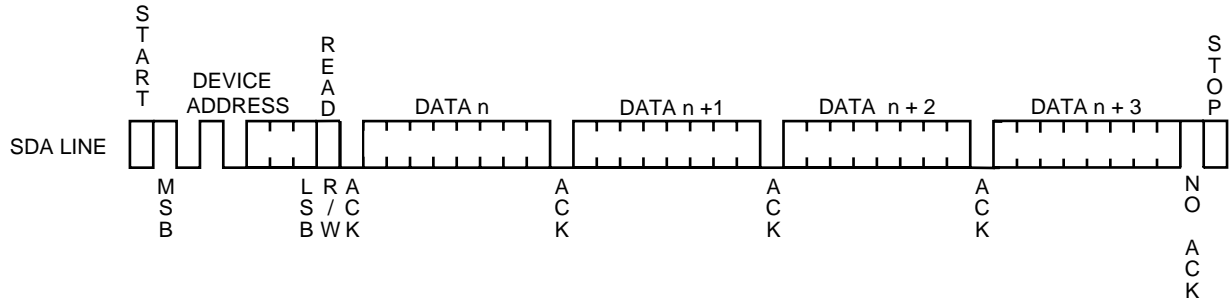 START
DEVICE
ADDRESS
READ
DATA n
DATA n +1
DATA n + 2
DATA n + 3
STOP
SDA LINE
MSB
LSB
R/W
ACK
ACK
ACK
ACK
NO ACK